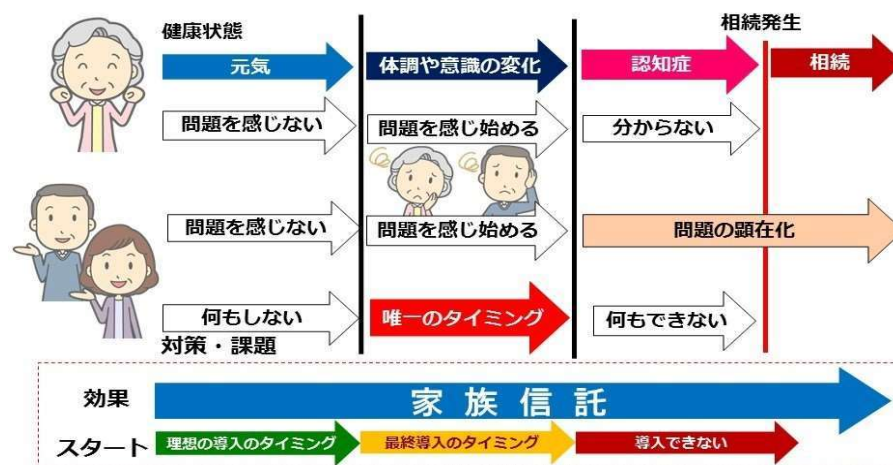 相続発生
健康状態
元気
体調や意識の変化
認知症
相続
問題を感じない
問題を感じ始める
分からない
問題を感じない
問題を感じ始める
問題の顕在化
何もしない
唯一のタイミング
何もできない
対策・課題
効果
家族信託
スタート
理想の導入のタイミング
最終導入のタイミング
導入できない